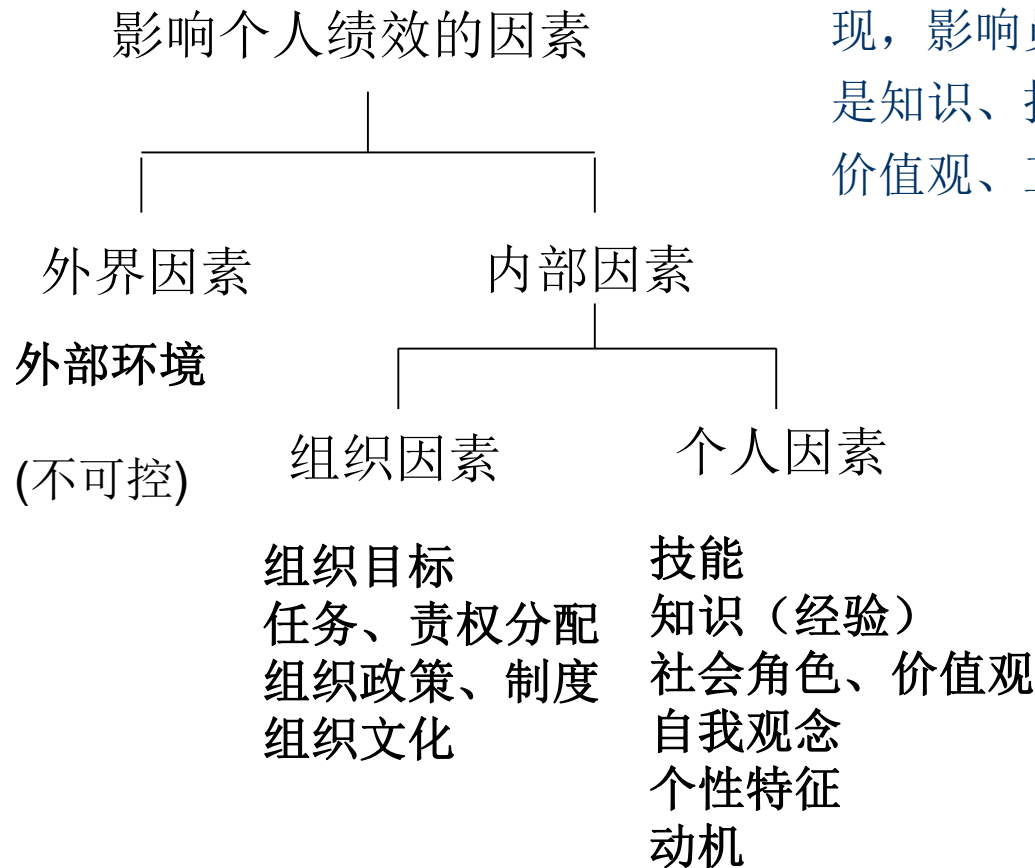 影响个人绩效的因素
外界因素
内部因素
外部环境
(不可控)
组织因素
个人因素
组织目标
任务、责权分配
组织政策、制度
组织文化
技能
知识（经验）
社会角色、价值观
自我观念
个性特征
动机
现，影响
是知识、
价值观、